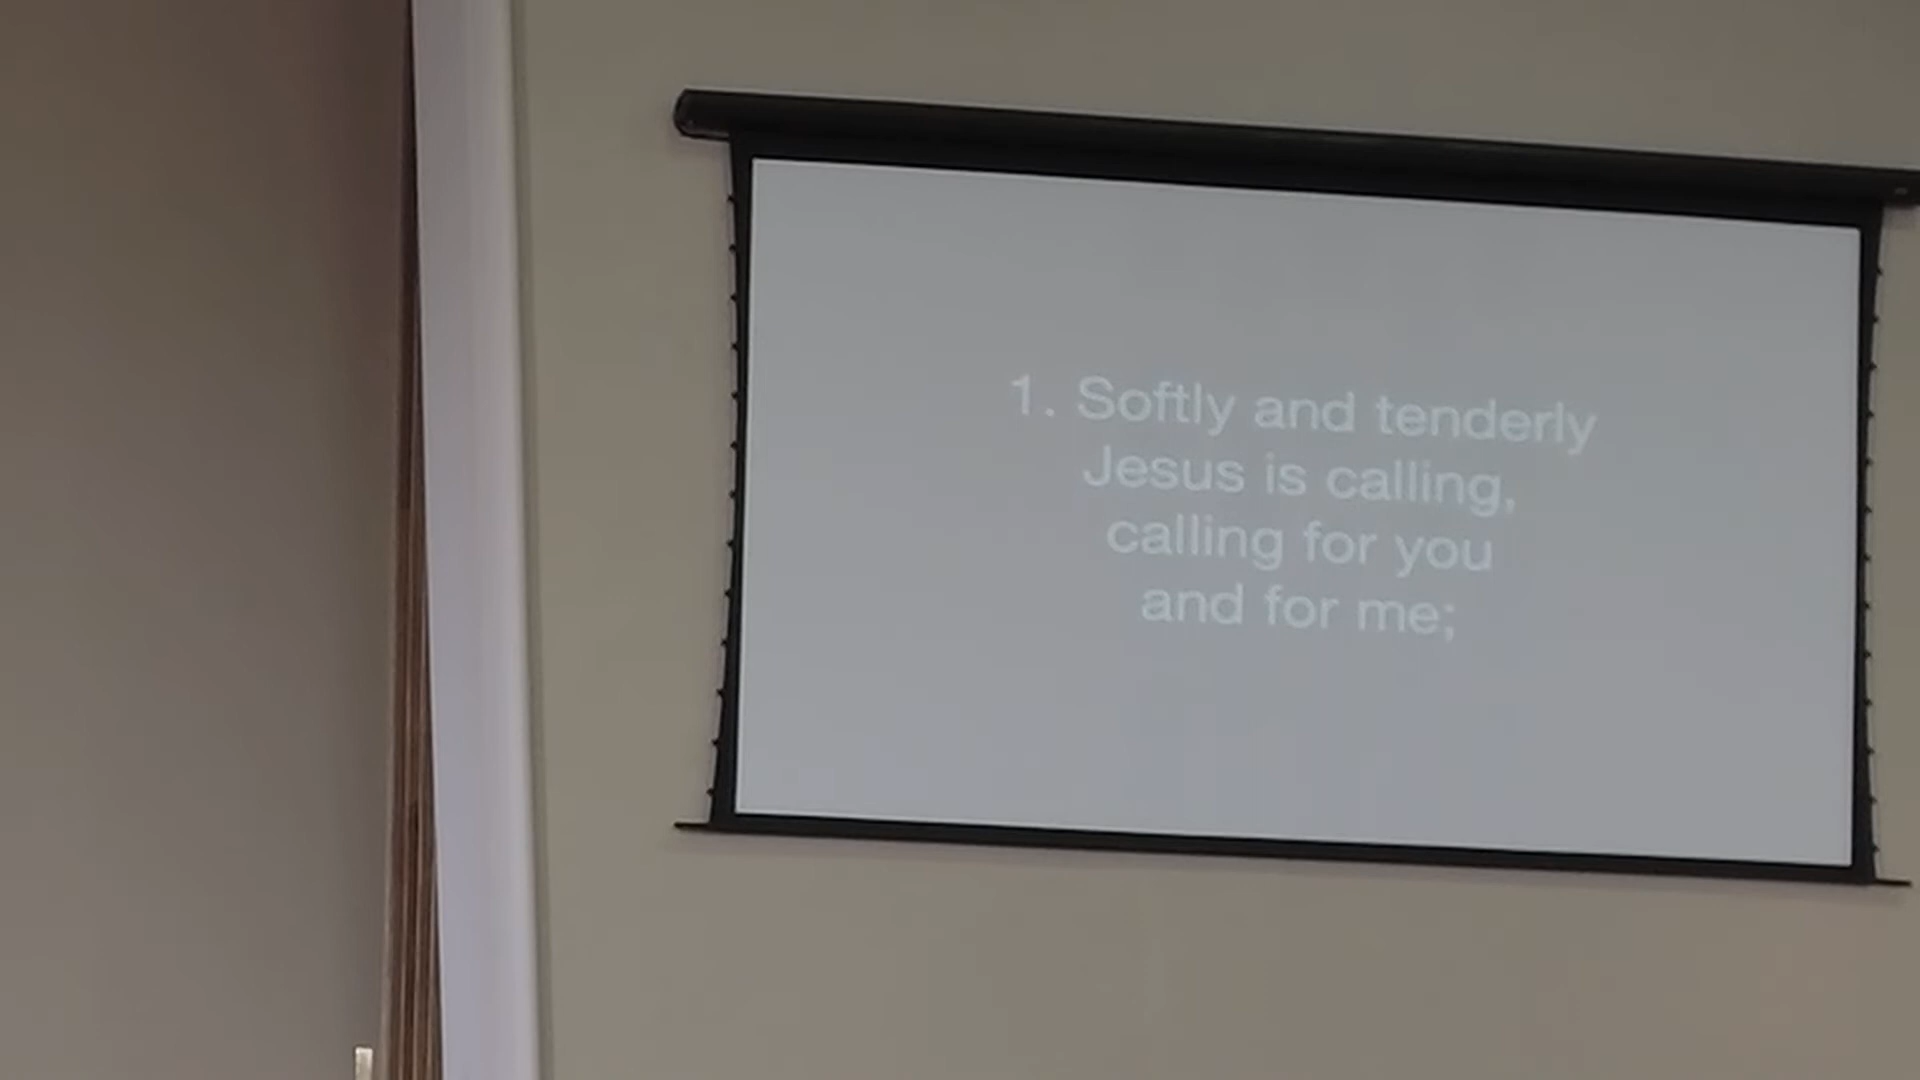 1. Softly and tenderly
Jesus is calling,
calling for you
and for me;